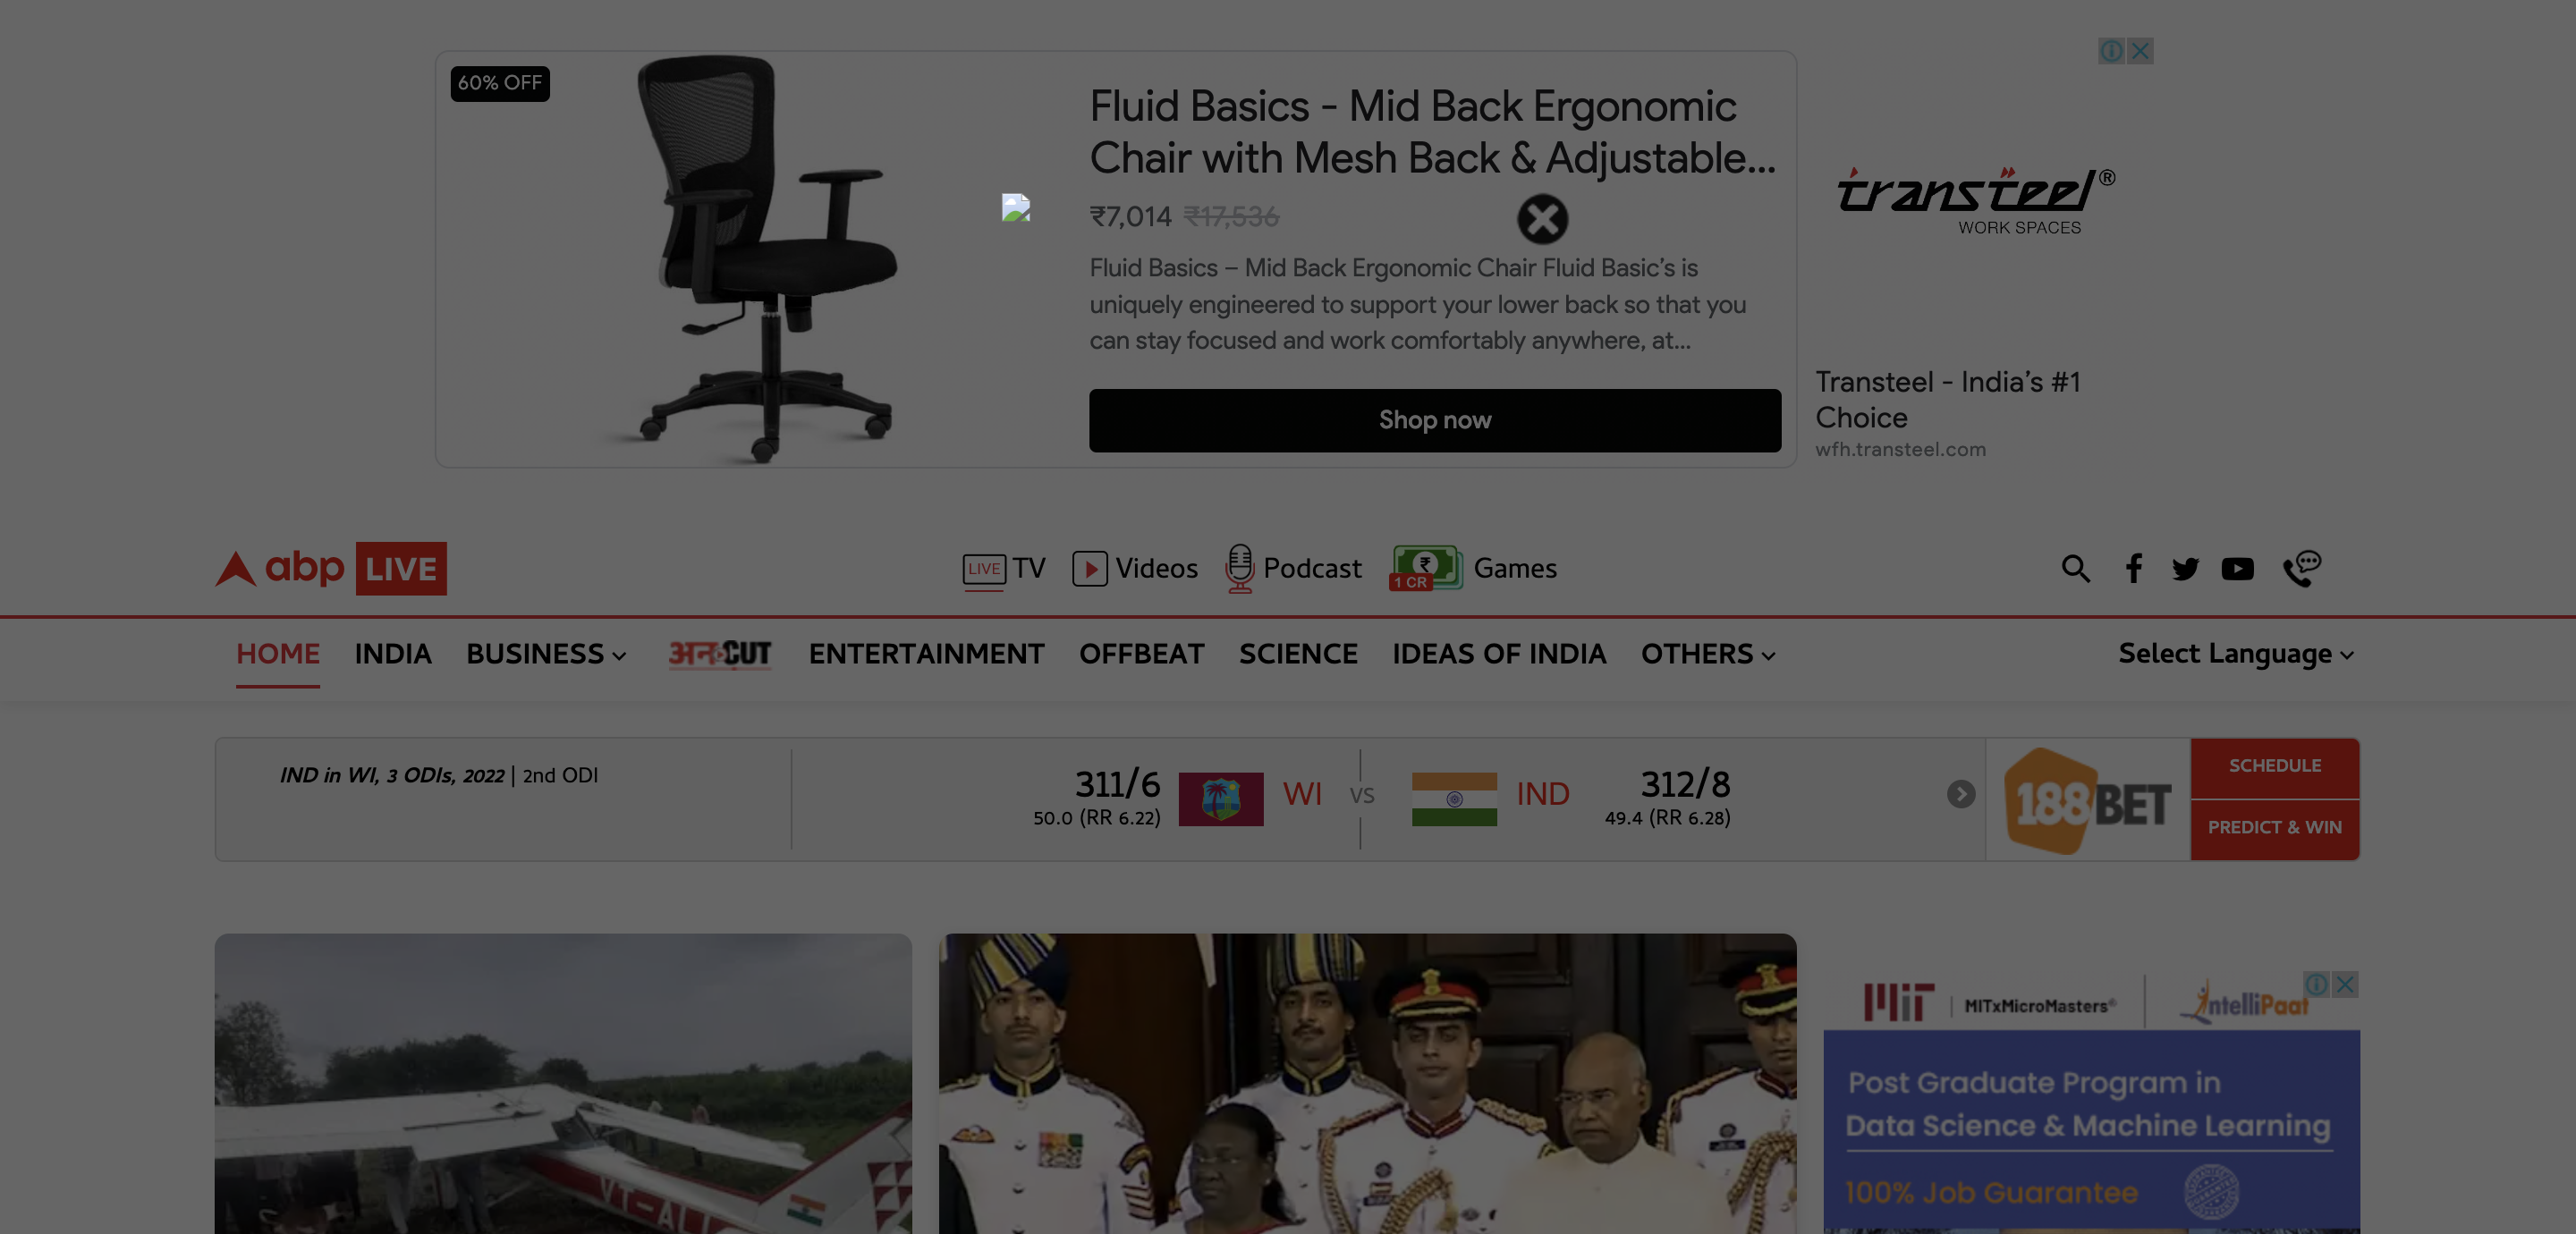 60% OFF
Fluid Basics - Mid Back Ergonomic
Chair with Mesh Back & Adjustable...
₹7,014 ₹17,536
Fluid Basics – Mid Back Ergonomic Chair Fluid Basic's is
uniquely engineered to support your lower back so that you
can stay focused and work comfortably anywhere, at...
Shop now
transteel®
WORK SPACES
Transteel - India's #1
Choice
wfh.transteel.com
abp LIVE
LIVE TV
Videos
Podcast
₹ 1 CR Games
HOME INDIA BUSINESS अनCUT ENTERTAINMENT OFFBEAT SCIENCE IDEAS OF INDIA OTHERS Select Language
IND in WI, 3 ODIs, 2022 | 2nd ODI
311/6 WI VS IND 312/8
50.0 (RR 6.22) 49.4 (RR 6.28)
188BET
SCHEDULE
PREDICT & WIN
VT-ALI
MIT | MITxMicroMasters® intelliPaat
Post Graduate Program in
Data Science & Machine Learning
100% Job Guarantee